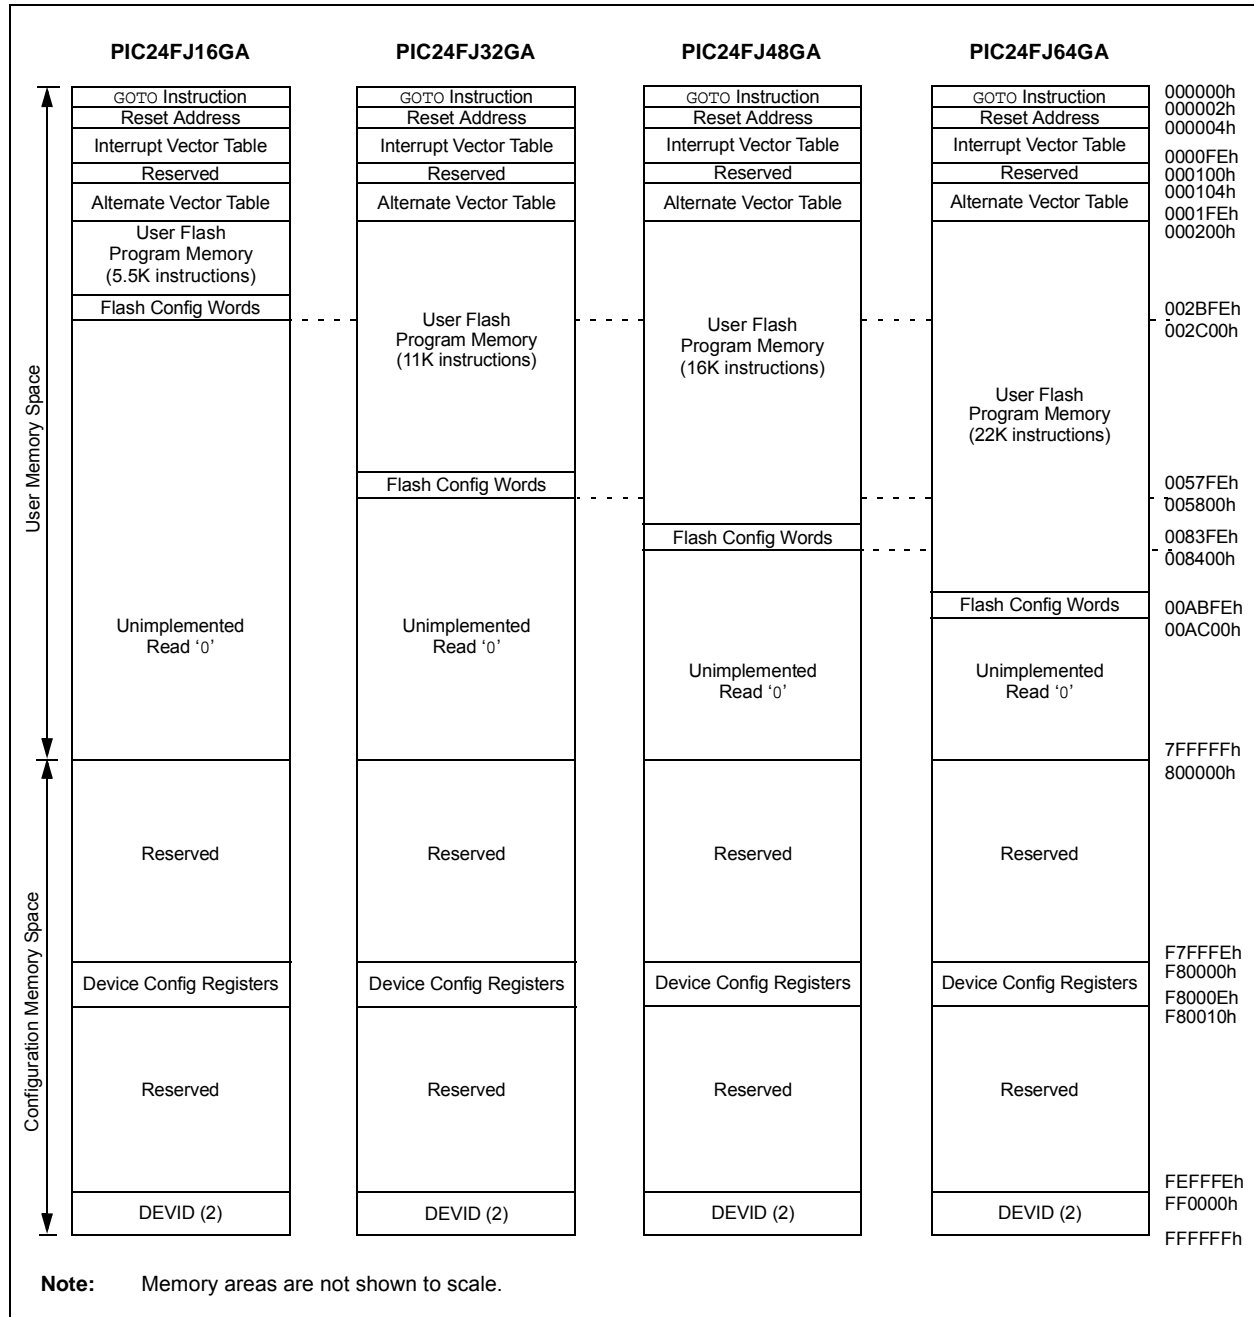 PIC24FJ16GA
PIC24FJ32GA
PIC24FJ48GA
PIC24FJ64GA
User Memory Space
Configuration Memory Space
GOTO Instruction
Reset Address
Interrupt Vector Table
Reserved
Alternate Vector Table
User Flash
Program Memory
(5.5K instructions)
Flash Config Words
Unimplemented
Read ‘0’
Reserved
Device Config Registers
Reserved
DEVID (2)
GOTO Instruction
Reset Address
Interrupt Vector Table
Reserved
Alternate Vector Table
User Flash
Program Memory
(11K instructions)
Flash Config Words
Unimplemented
Read ‘0’
Reserved
Device Config Registers
Reserved
DEVID (2)
GOTO Instruction
Reset Address
Interrupt Vector Table
Reserved
Alternate Vector Table
User Flash
Program Memory
(16K instructions)
Flash Config Words
Unimplemented
Read ‘0’
Reserved
Device Config Registers
Reserved
DEVID (2)
GOTO Instruction
Reset Address
Interrupt Vector Table
Reserved
Alternate Vector Table
User Flash
Program Memory
(22K instructions)
Flash Config Words
Unimplemented
Read ‘0’
Reserved
Device Config Registers
Reserved
DEVID (2)
000000h
000002h
000004h
0000FEh
000100h
000104h
0001FEh
000200h
002BFEh
002C00h
0057FEh
005800h
0083FEh
008400h
00ABFEh
00AC00h
7FFFFFh
800000h
F7FFFEh
F80000h
F8000Eh
F80010h
FEFFFEh
FF0000h
FFFFFFh
Note: Memory areas are not shown to scale.